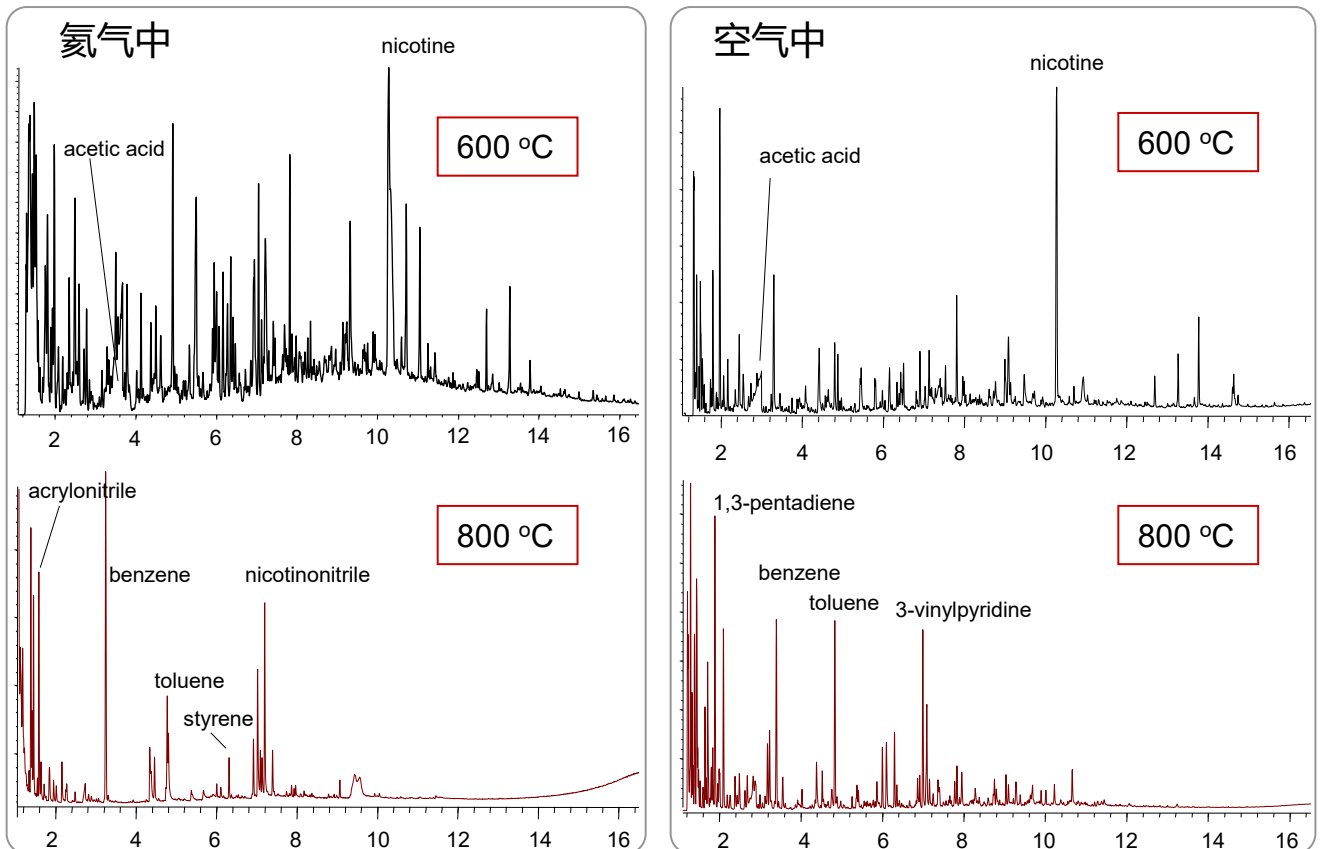 氦气中
nicotine
600 °C
acetic acid
2 4 6 8 10 12 14 16
acrylonitrile
800 °C
benzene
nicotinonitrile
toluene
styrene
2 4 6 8 10 12 14 16
空气中
nicotine
600 °C
acetic acid
2 4 6 8 10 12 14 16
1,3-pentadiene
800 °C
benzene
toluene
3-vinylpyridine
2 4 6 8 10 12 14 16